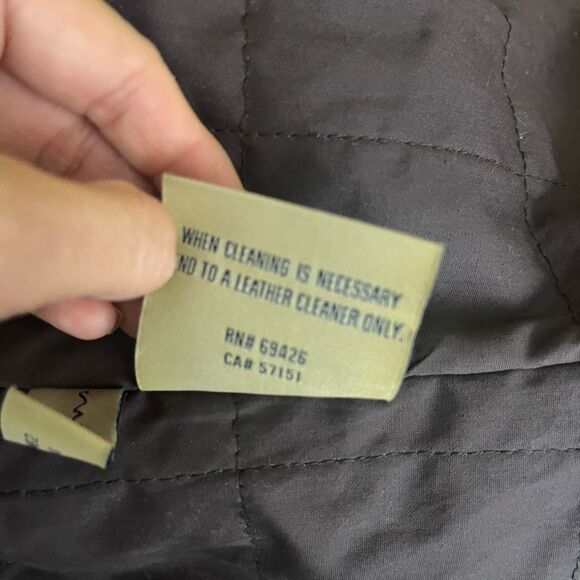 WHEN CLEANING IS NECESSARY
TO A LEATHER CLEANER ONLY.
RN# 69426
CA# 57151